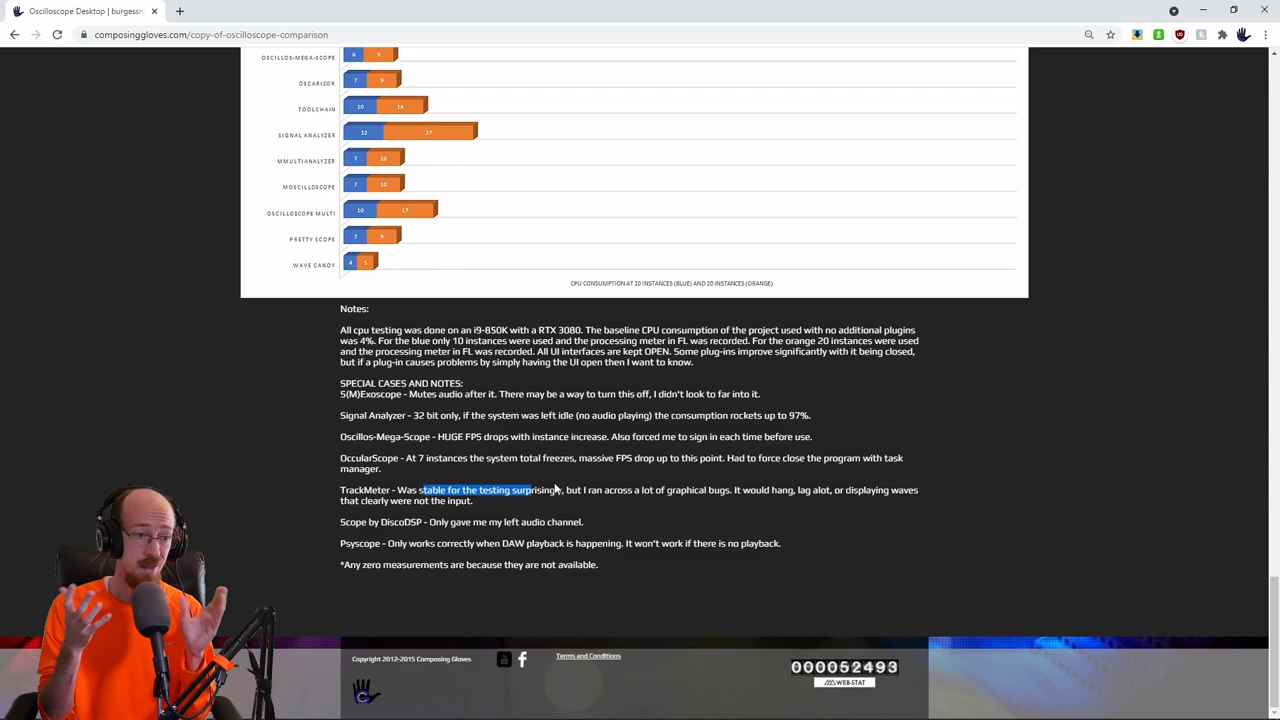 Oscilloscope Desktop | burgessm
composinggloves.com/copy-of-oscilloscope-comparison
OSCILLOS-MEGA-SCOPE 6 9
OSCARIZOR 7 9
TOOLCHAIN 10 14
SIGNAL ANALYZER 12 27
MMULTIANALYZER 7 10
MOSCILLOSCOPE 7 10
OSCILLOSCOPE MULTI 10 17
PRETTY SCOPE 7 9
WAVE CANDY 4 5
CPU CONSUMPTION AT 10 INSTANCES (BLUE) AND 20 INSTANCES (ORANGE)
Notes:
All cpu testing was done on an i9-850K with a RTX 3080. The baseline CPU consumption of the project used with no additional plugins
was 4%. For the blue only 10 instances were used and the processing meter in FL was recorded. For the orange 20 instances were used
and the processing meter in FL was recorded. All UI interfaces are kept OPEN. Some plug-ins improve significantly with it being closed,
but if a plug-in causes problems by simply having the UI open then I want to know.
SPECIAL CASES AND NOTES:
S(M)Exoscope - Mutes audio after it. There may be a way to turn this off, I didn't look to far into it.
Signal Analyzer - 32 bit only, if the system was left idle (no audio playing) the consumption rockets up to 97%.
Oscillos-Mega-Scope - HUGE FPS drops with instance increase. Also forced me to sign in each time before use.
OccularScope - At 7 instances the system total freezes, massive FPS drop up to this point. Had to force close the program with task
manager.
TrackMeter - Was stable for the testing surprisingly, but I ran across a lot of graphical bugs. It would hang, lag alot, or displaying waves
that clearly were not the input.
Scope by DiscoDSP - Only gave me my left audio channel.
Psyscope - Only works correctly when DAW playback is happening. It won't work if there is no playback.
*Any zero measurements are because they are not available.
Copyright 2012-2015 Composing Gloves
Terms and Conditions
000052493
WEB-STAT